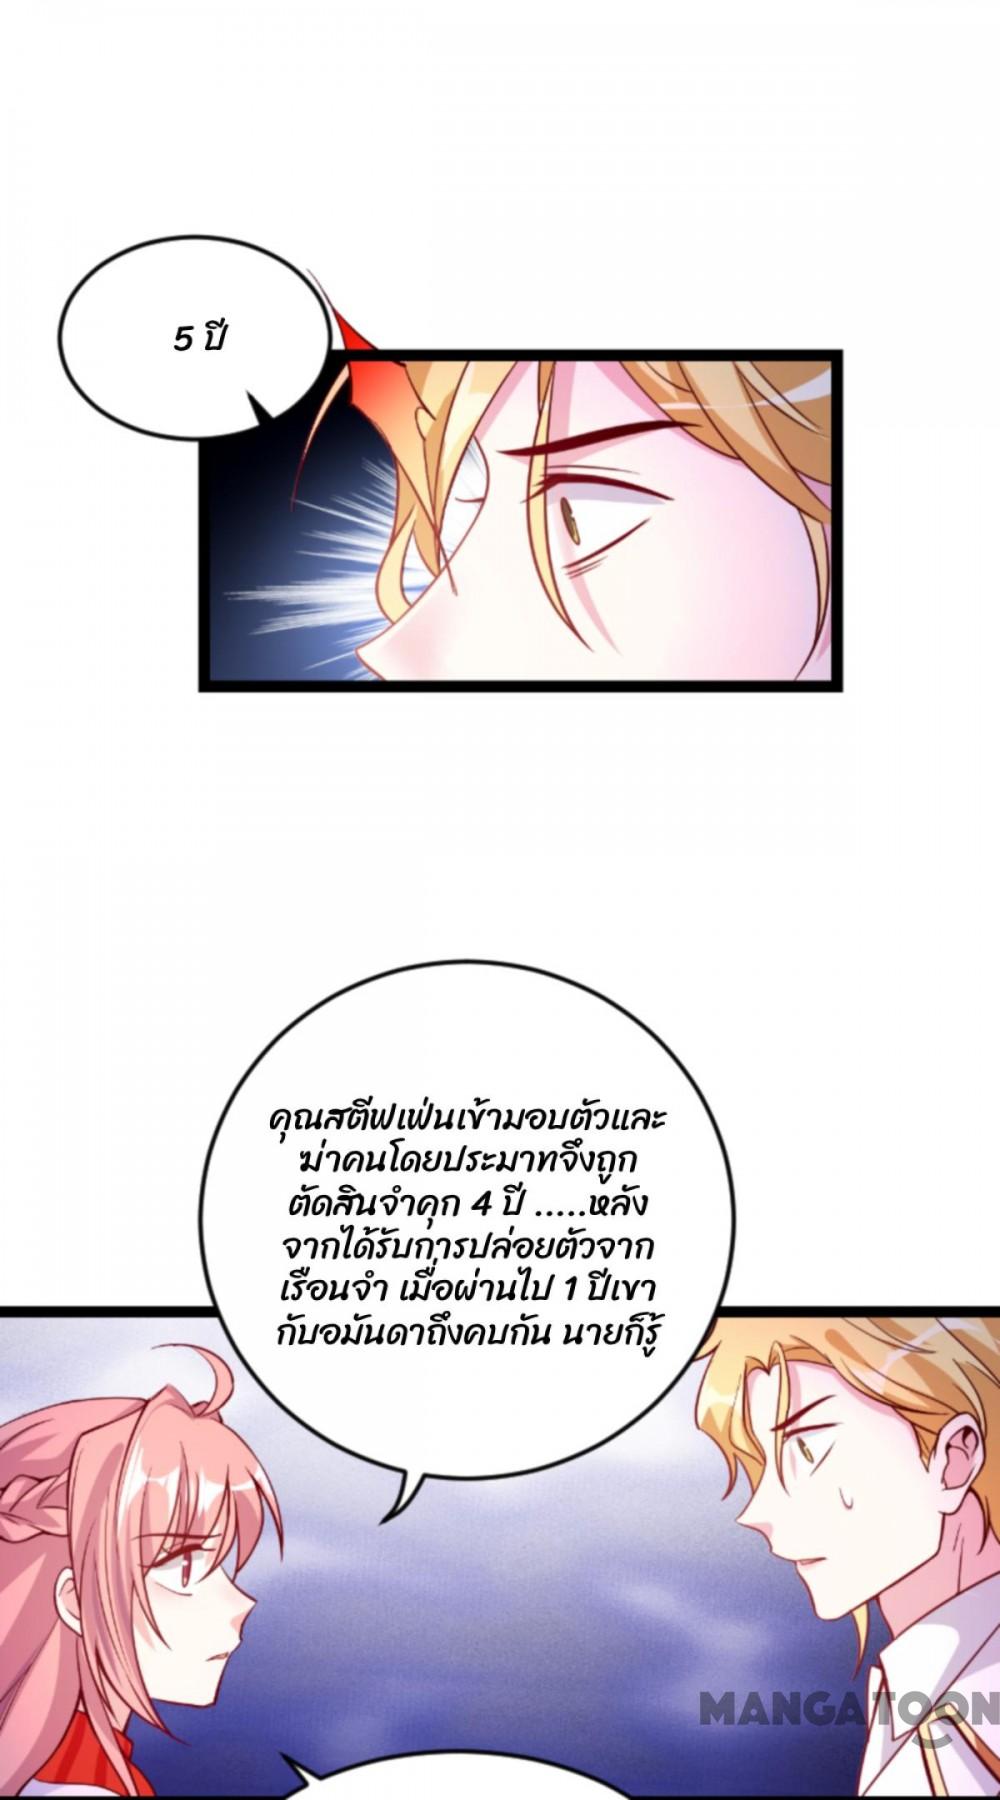 5 ปี
คุณสตีฟเฟ่นเข้ามอบตัวและ
ฆ่าคนโดยประมาทจึงถูก
ตัดสินจำคุก 4 ปี .....หลัง
จากได้รับการปล่อยตัวจาก
เรือนจำ เมื่อผ่านไป 1 ปีเขา
กับอมันดาถึงคบกัน นายก็รู้
MANGATOON